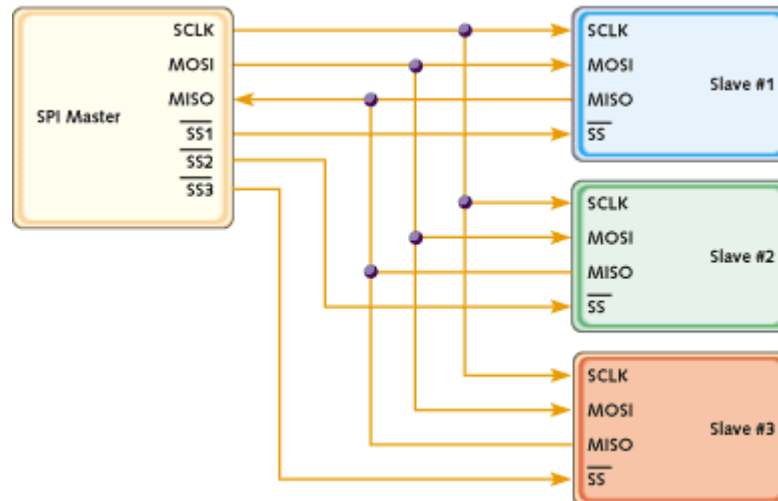 SPI Master
SCLK
MOSI
MISO
SS1
SS2
SS3
SCLK
MOSI
MISO
SS
Slave #1
SCLK
MOSI
MISO
SS
Slave #2
SCLK
MOSI
MISO
SS
Slave #3